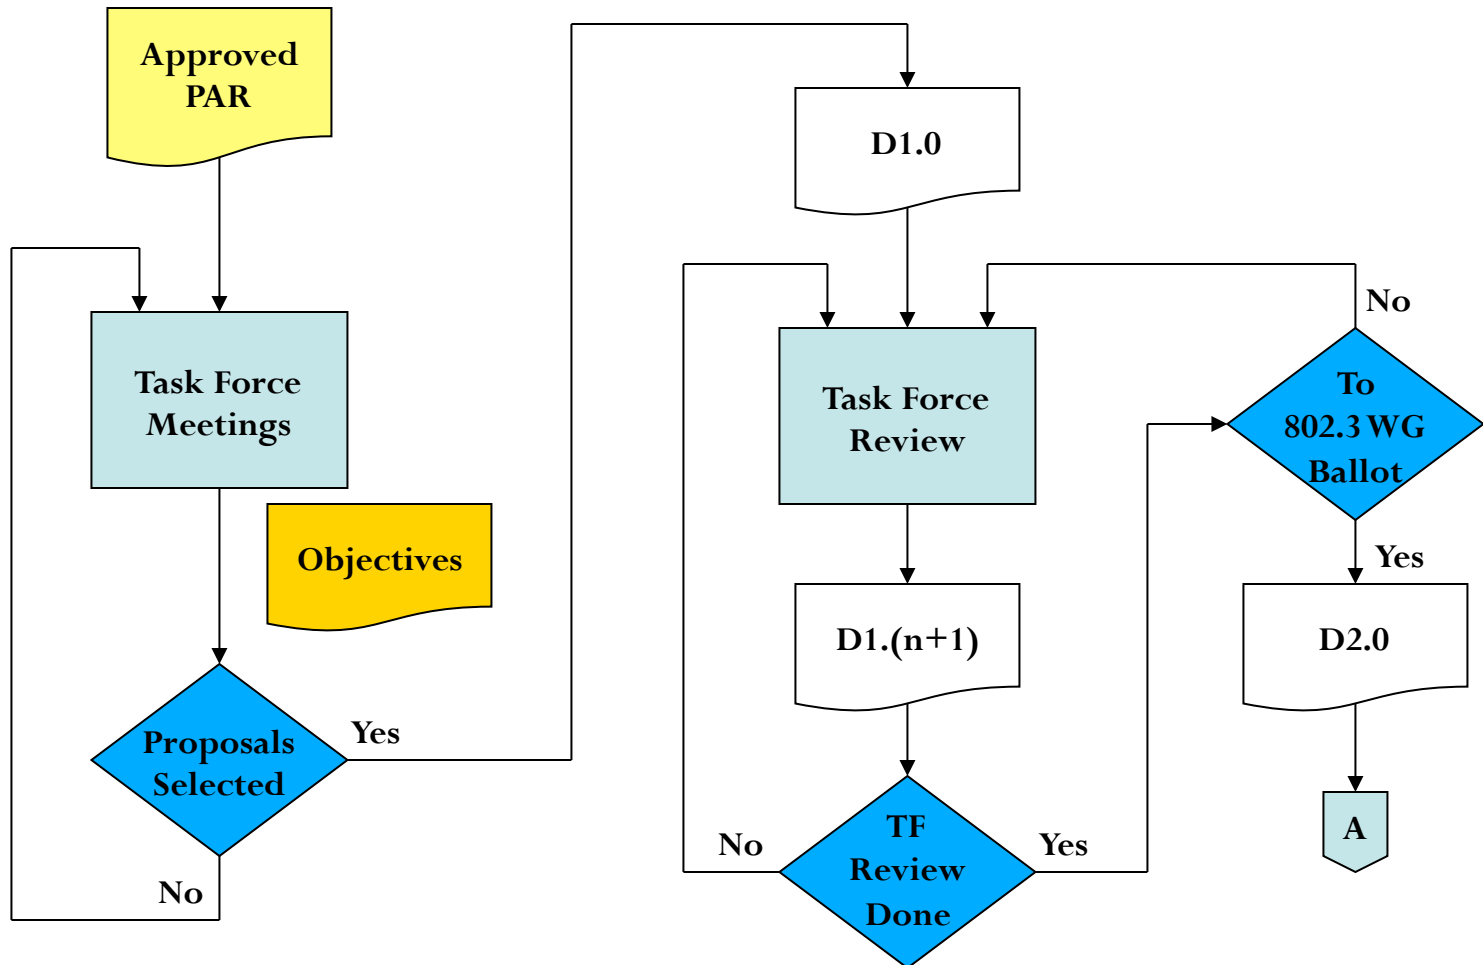 Approved
PAR
Task Force
Meetings
Objectives
Proposals
Selected
Yes
No
D1.0
Task Force
Review
D1.(n+1)
TF
Review
Done
No
Yes
No
To
802.3 WG
Ballot
Yes
D2.0
A